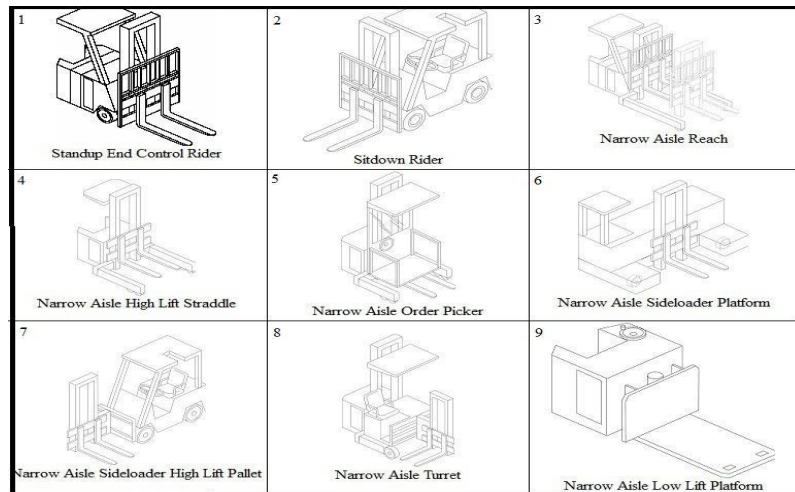 1
Standup End Control Rider
2
Sitdown Rider
3
Narrow Aisle Reach
4
Narrow Aisle High Lift Straddle
5
Narrow Aisle Order Picker
6
Narrow Aisle Sideloader Platform
7
Narrow Aisle Sideloader High Lift Pallet
8
Narrow Aisle Turret
9
Narrow Aisle Low Lift Platform